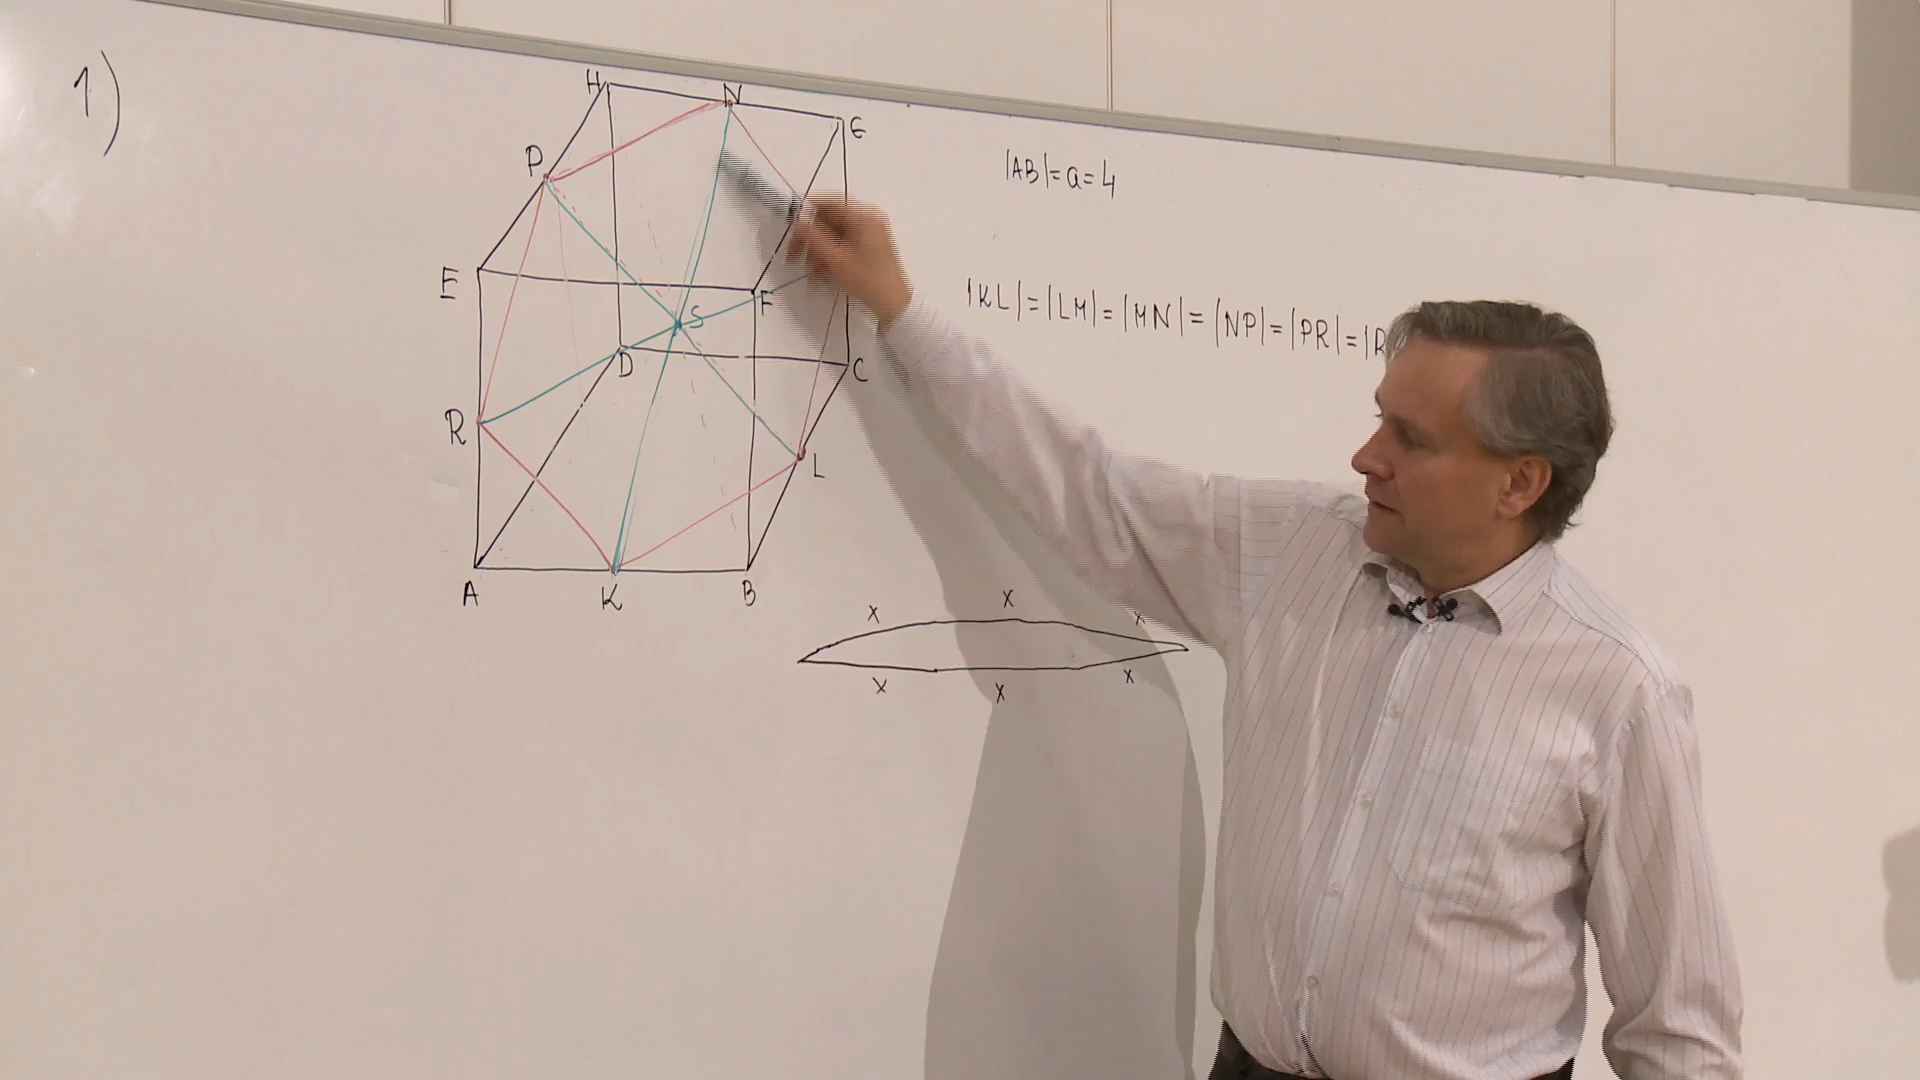 1)
H
N
G
P
|AB|=a=4
E
F
|KL|=|LM|=|MN|=|NP|=|PR|=|R
S
D
C
R
L
A
K
B
x
x
x
x
x
x